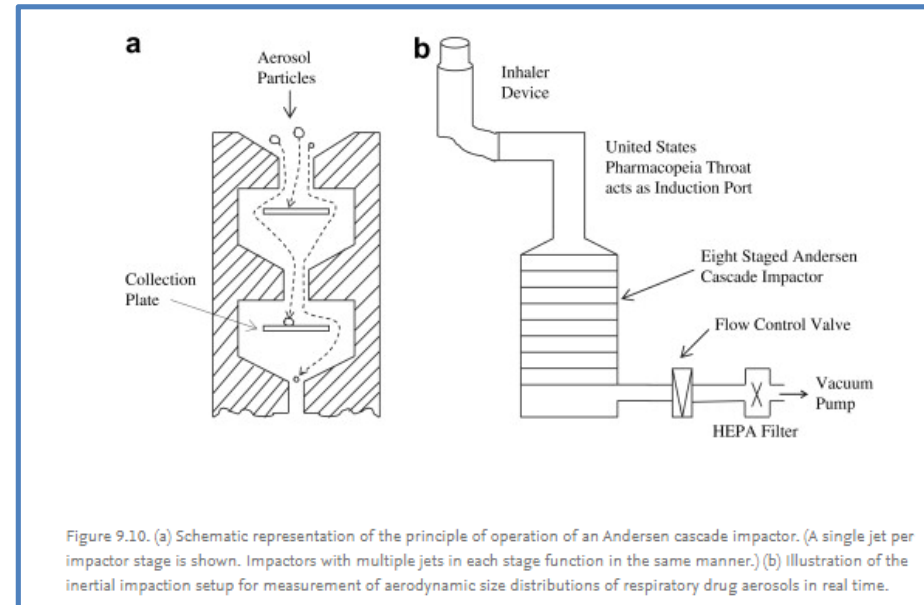 a
Aerosol
Particles
Collection
Plate
b
Inhaler
Device
United States
Pharmacopeia Throat
acts as Induction Port
Eight Staged Andersen
Cascade Impactor
Flow Control Valve
Vacuum
Pump
HEPA Filter
Figure 9.10. (a) Schematic representation of the principle of operation of an Andersen cascade impactor. (A single jet per
impactor stage is shown. Impactors with multiple jets in each stage function in the same manner.) (b) Illustration of the
inertial impaction setup for measurement of aerodynamic size distributions of respiratory drug aerosols in real time.